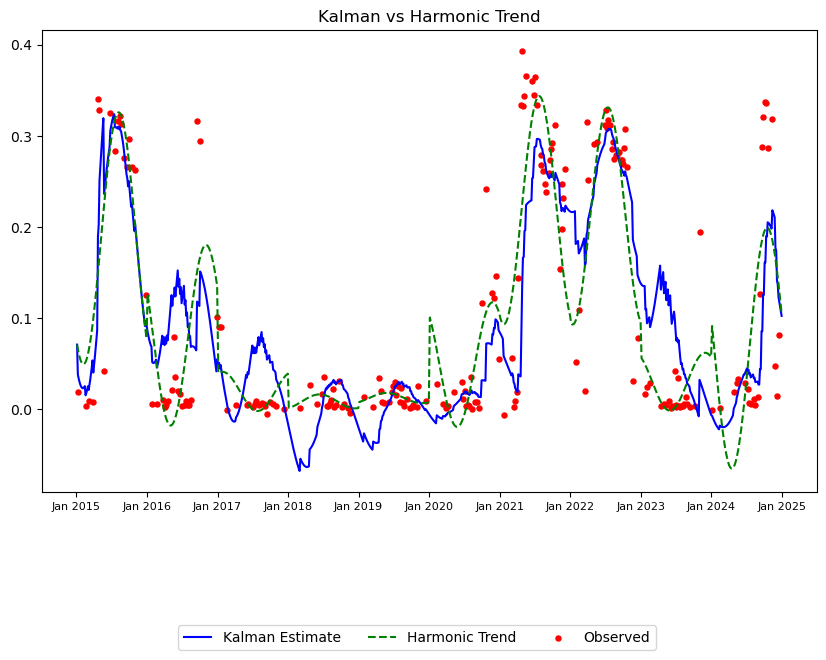 Kalman vs Harmonic Trend
0.4
0.3
0.2
0.1
0.0
Jan 2015 Jan 2016 Jan 2017 Jan 2018 Jan 2019 Jan 2020 Jan 2021 Jan 2022 Jan 2023 Jan 2024 Jan 2025
Kalman Estimate Harmonic Trend Observed